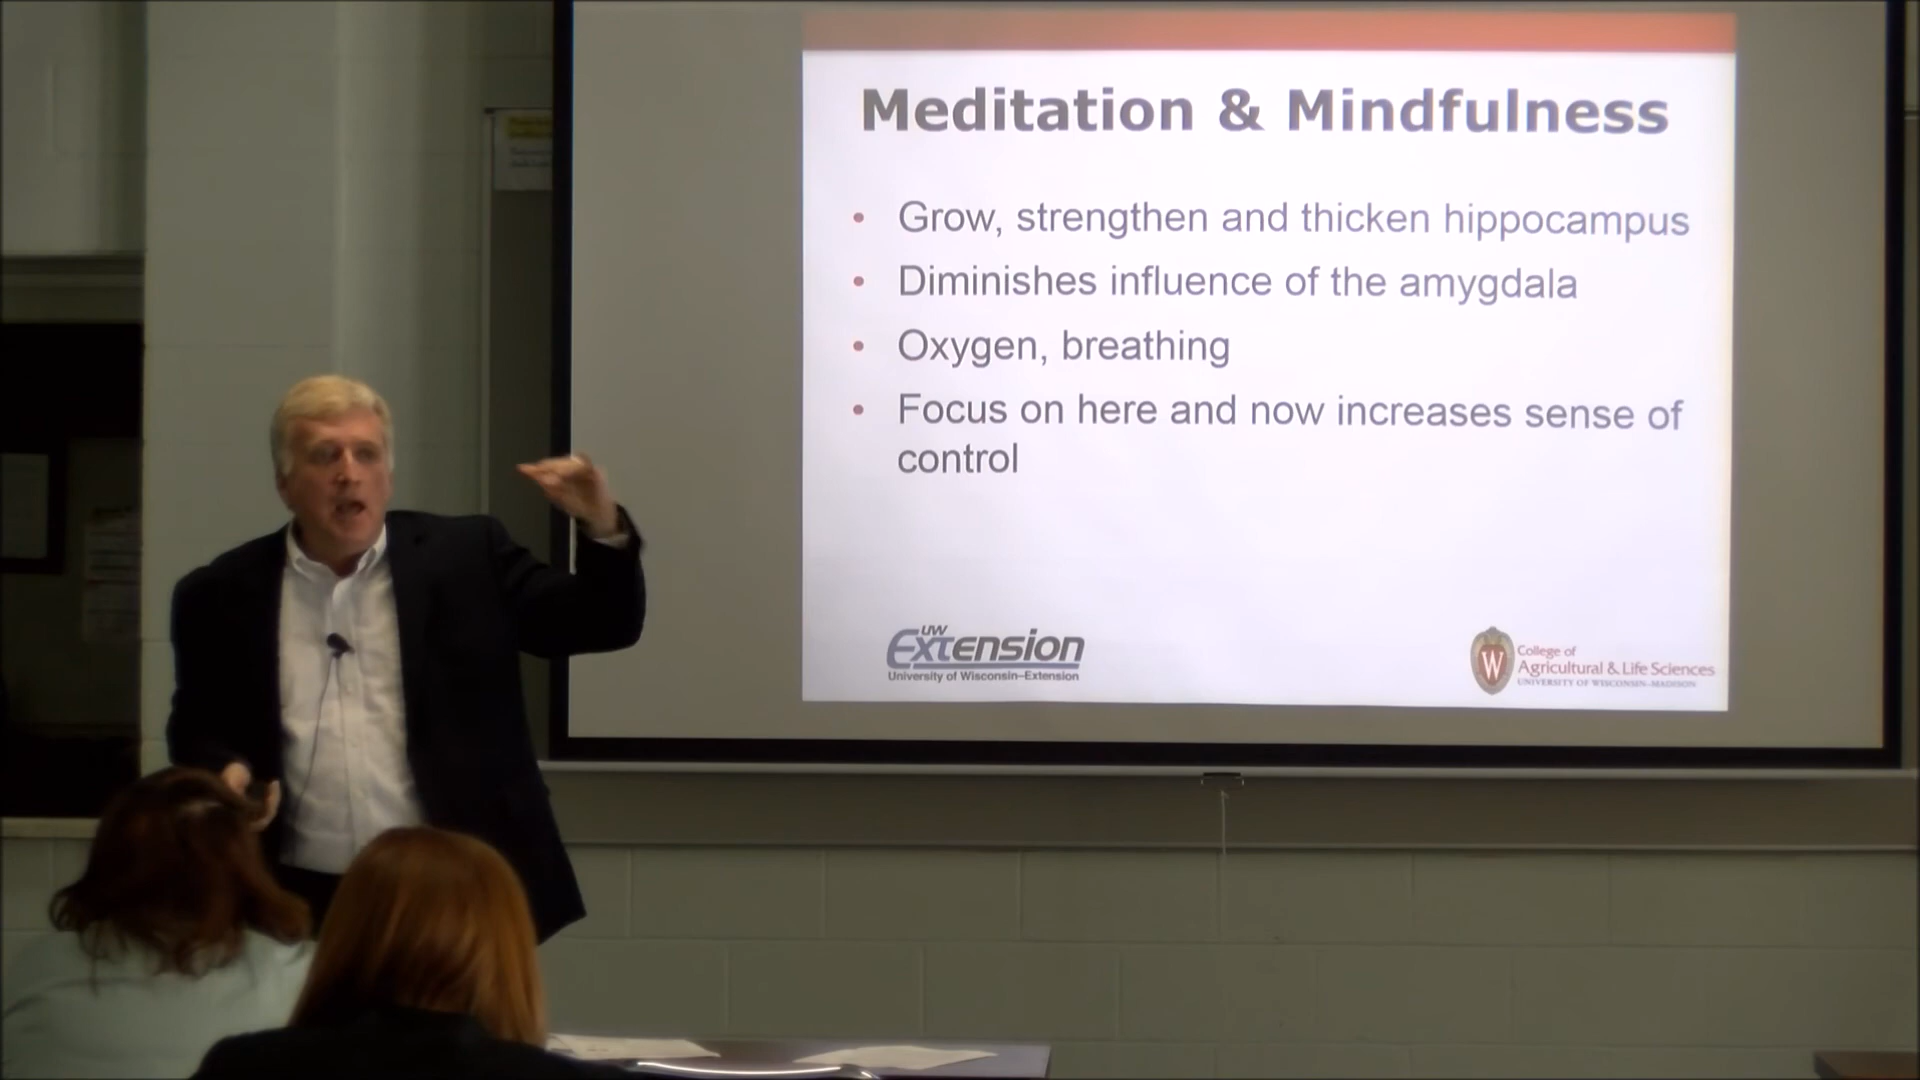 Meditation & Mindfulness
• Grow, strengthen and thicken hippocampus
• Diminishes influence of the amygdala
• Oxygen, breathing
• Focus on here and now increases sense of
control
UW
Extension
University of Wisconsin–Extension
W
College of
Agricultural & Life Sciences
UNIVERSITY OF WISCONSIN–MADISON